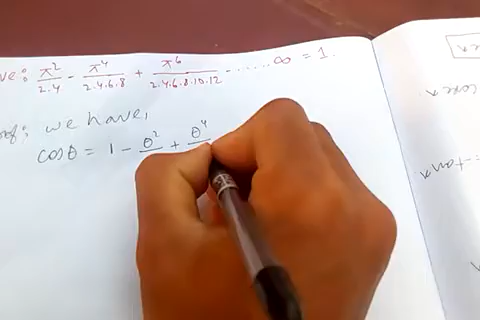 ve: π²/2.4 - π⁴/2.4.6.8 + π⁶/2.4.6.8.10.12 - ...... ∞ = 1.
of: we have,
cosθ = 1 - θ²/ + θ⁴